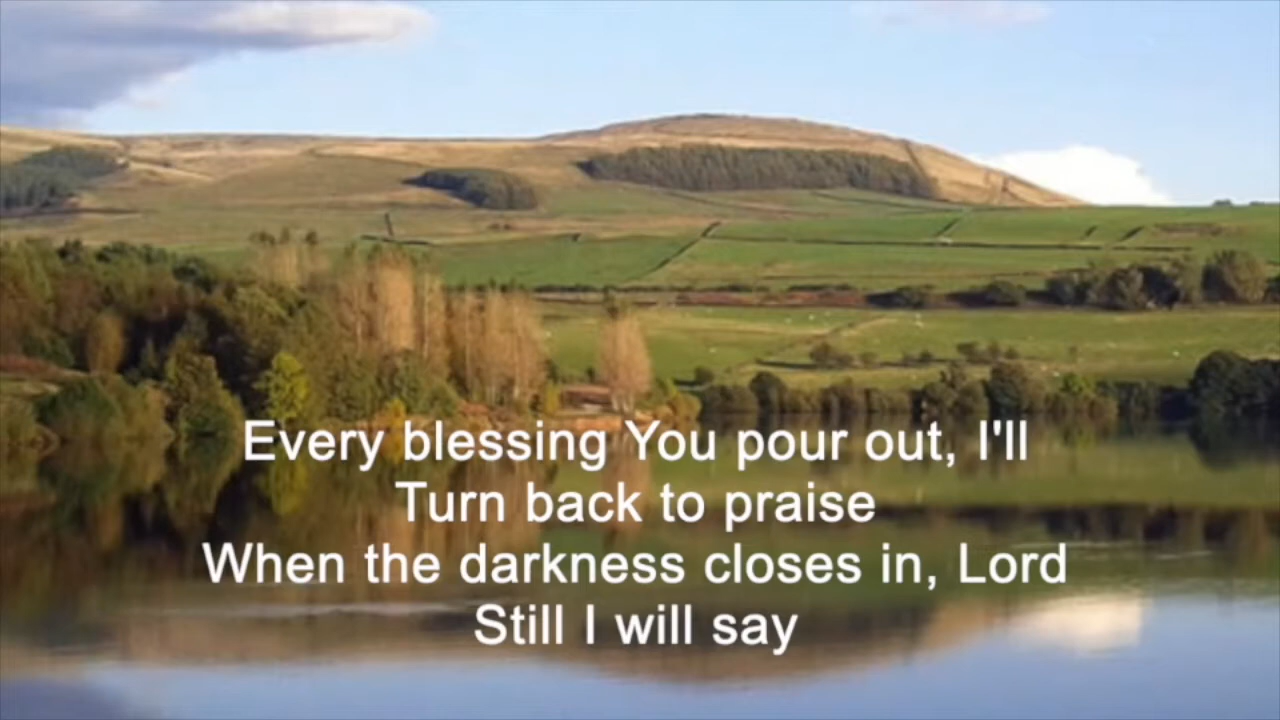 Every blessing You pour out, I'll
Turn back to praise
When the darkness closes in, Lord
Still I will say